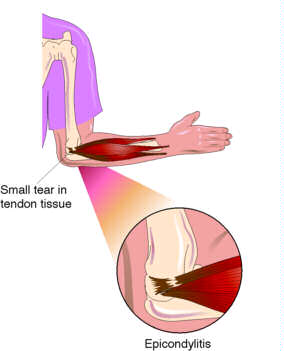 Small tear in
tendon tissue
Epicondylitis